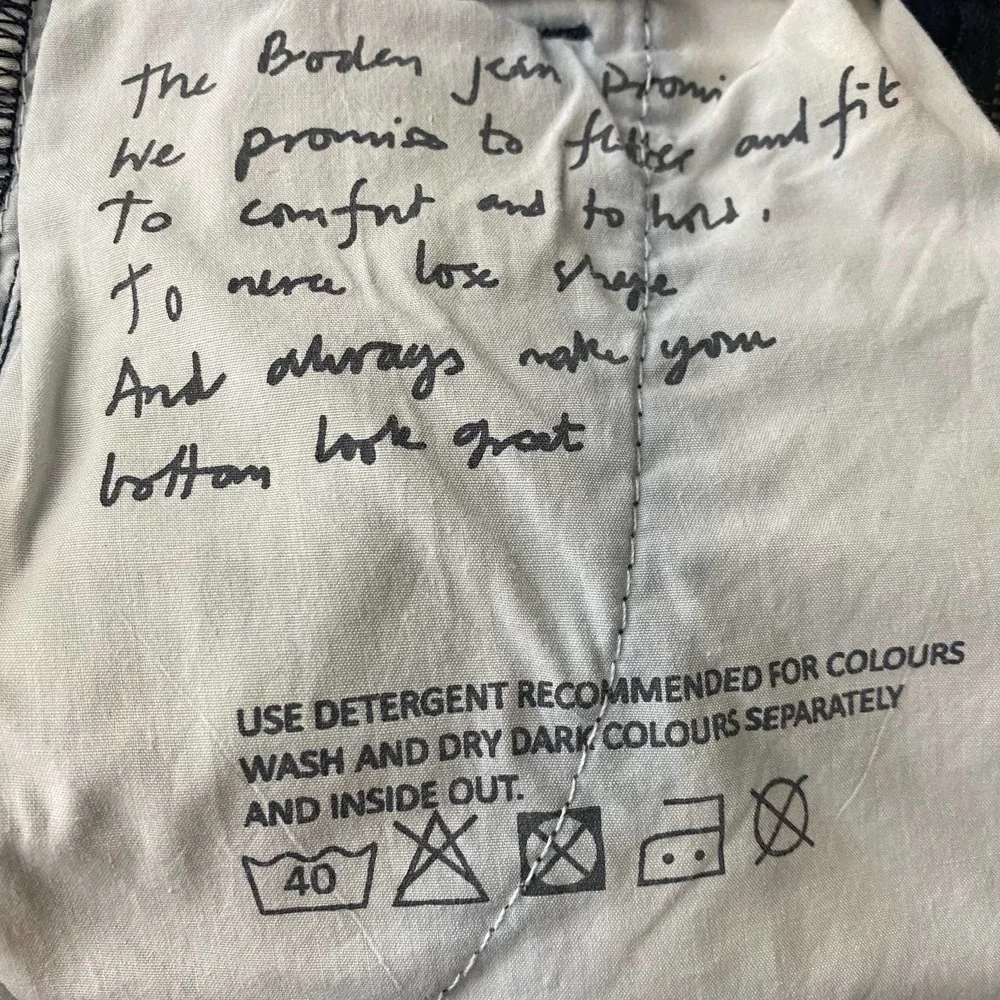 The Boden jean promi
We promise to flatter and fit
To comfort and to hold.
To never lose shape
And always make your
bottom look great
USE DETERGENT RECOMMENDED FOR COLOURS
WASH AND DRY DARK COLOURS SEPARATELY
AND INSIDE OUT.
40